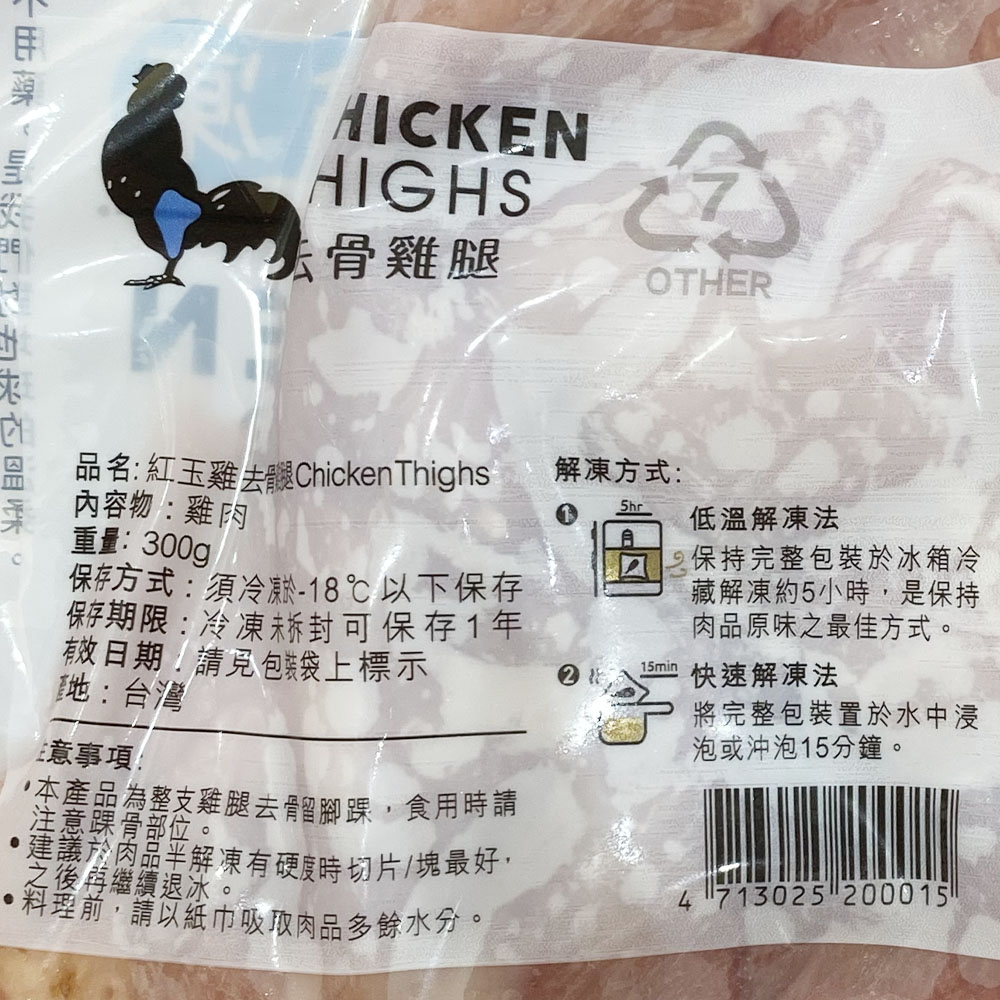 HICKEN
HIGHS
去骨雞腿
7
OTHER
品名:紅玉雞去骨雞腿ChickenThighs
內容物:雞肉
重量:300g
保存方式:須冷凍於-18℃以下保存
保存期限:冷凍未拆封可保存1年
有效日期:請見包裝袋上標示
產地:台灣
意事項:
•本產品為整支雞腿去骨留腳踝,食用時請
注意踝骨部位。
•建議於肉品半解凍有硬度時切片/塊最好,
之後再繼續退冰。
•料理前,請以紙巾吸取肉品多餘水分。
解凍方式:
1 5hr 低溫解凍法
保持完整包裝於冰箱冷
藏解凍約5小時,是保持
肉品原味之最佳方式。
2 15min 快速解凍法
將完整包裝置於水中浸
泡或沖泡15分鐘。
4 713025 200015